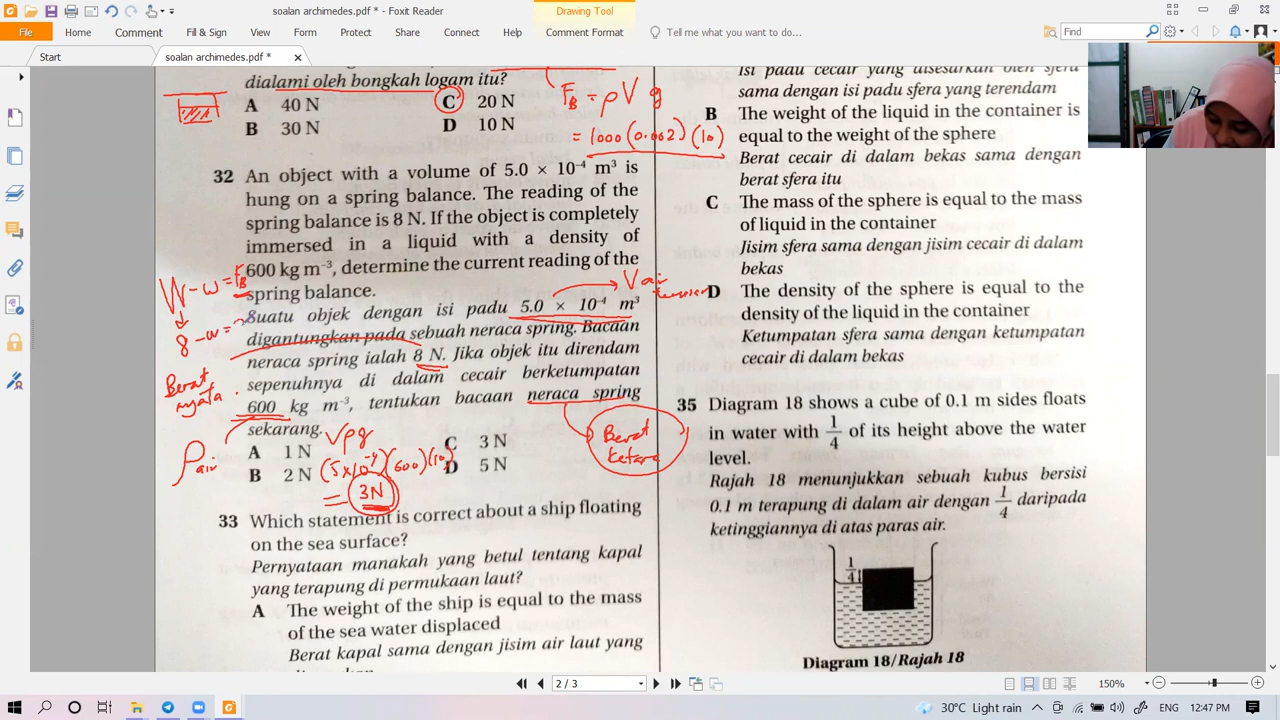 soalan archimedes.pdf * - Foxit Reader
Drawing Tool
File Home Comment View Form Protect Share Connect Help Fill & Sign Comment Format Tell me what you want to do... Find
Start
soalan archimedes.pdf *
dialami oleh bongkah logam itu?
A 40 N
C 20 N
B 30 N
D 10 N
F_B = ρ V g
= 1000 (0.002) (10)
32 An object with a volume of 5.0 × 10⁻⁴ m³ is
hung on a spring balance. The reading of the
spring balance is 8 N. If the object is completely
immersed in a liquid with a density of
600 kg m⁻³, determine the current reading of the
spring balance.
Suatu objek dengan isi padu 5.0 × 10⁻⁴ m³
digantungkan pada sebuah neraca spring. Bacaan
neraca spring ialah 8 N. Jika objek itu direndam
sepenuhnya di dalam cecair berketumpatan
600 kg m⁻³, tentukan bacaan neraca spring
sekarang.
A 1 N
C 3 N
B 2 N
D 5 N
W - w = F_B
8 - w =
Berat
nyata
ρ air
V air
Vρg
(5×10⁻⁴)(600)(10)
= 3N
Berat
ketara
33 Which statement is correct about a ship floating
on the sea surface?
Pernyataan manakah yang betul tentang kapal
yang terapung di permukaan laut?
A The weight of the ship is equal to the mass
of the sea water displaced
Berat kapal sama dengan jisim air laut yang
Isi padu cecair yang disesarkan oleh sfera
sama dengan isi padu sfera yang terendam
B The weight of the liquid in the container is
equal to the weight of the sphere
Berat cecair di dalam bekas sama dengan
berat sfera itu
C The mass of the sphere is equal to the mass
of liquid in the container
Jisim sfera sama dengan jisim cecair di dalam
bekas
D The density of the sphere is equal to the
density of the liquid in the container
Ketumpatan sfera sama dengan ketumpatan
cecair di dalam bekas
35 Diagram 18 shows a cube of 0.1 m sides floats
in water with 1/4 of its height above the water
level.
Rajah 18 menunjukkan sebuah kubus bersisi
0.1 m terapung di dalam air dengan 1/4 daripada
ketinggiannya di atas paras air.
1/4
Diagram 18/Rajah 18
2 / 3
150%
30°C Light rain
ENG 12:47 PM